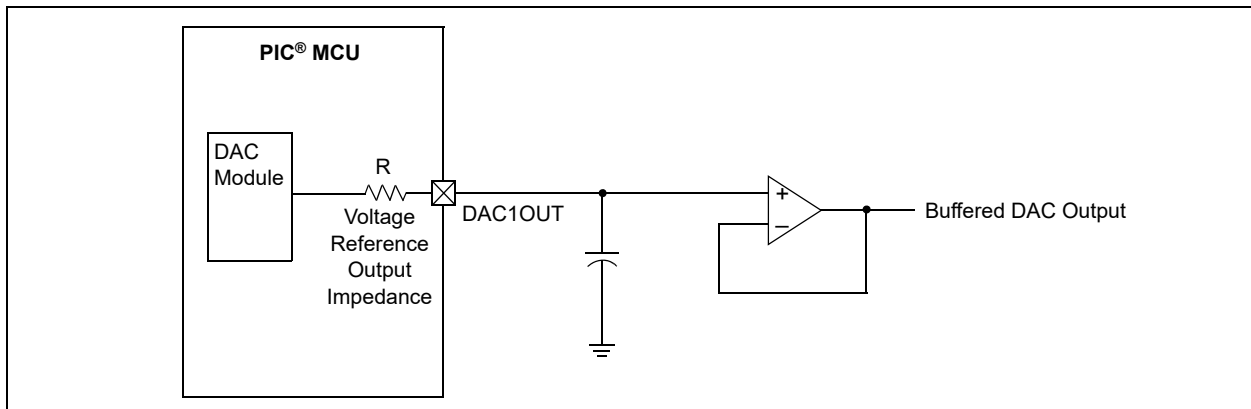 PIC® MCU
DAC
Module
R
DAC1OUT
Voltage
Reference
Output
Impedance
+
–
Buffered DAC Output